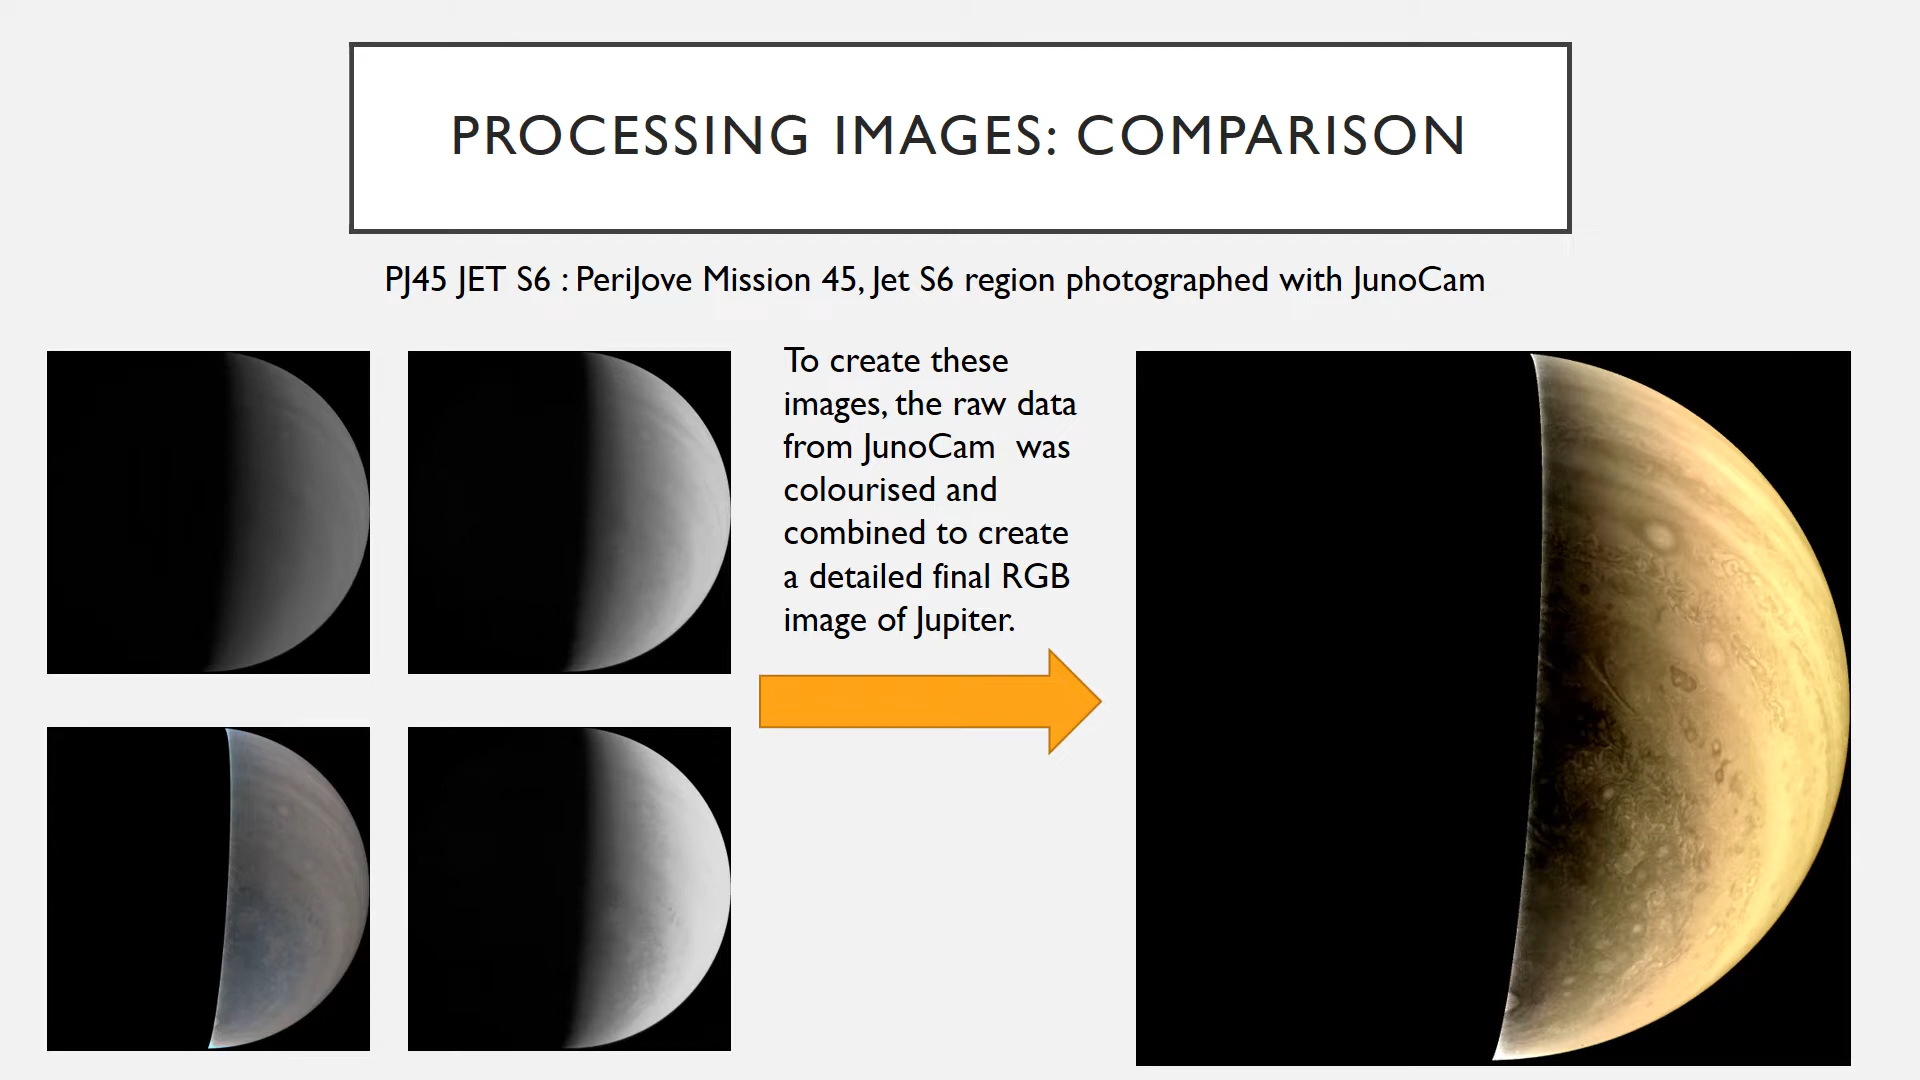 PROCESSING IMAGES: COMPARISON
PJ45 JET S6 : PeriJove Mission 45, Jet S6 region photographed with JunoCam
To create these
images, the raw data
from JunoCam  was
colourised and
combined to create
a detailed final RGB
image of Jupiter.